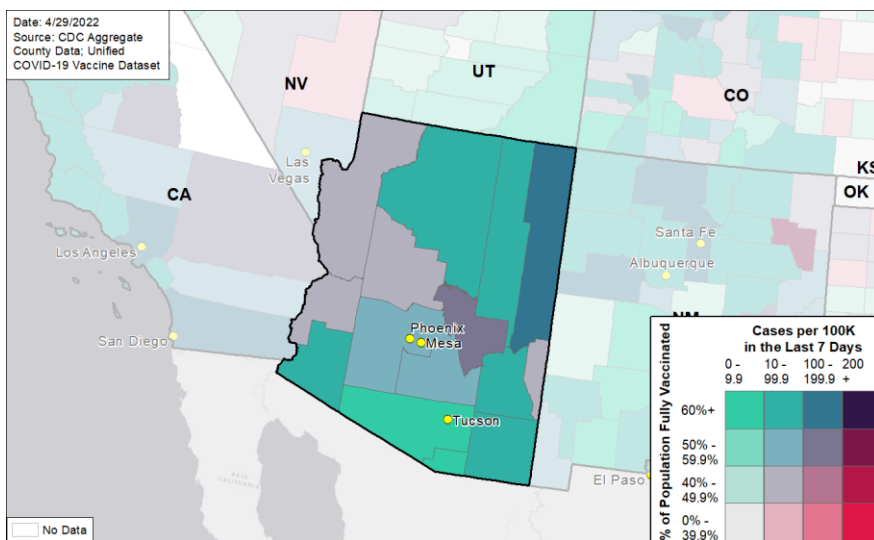 Date: 4/29/2022
Source: CDC Aggregate
County Data; Unified
COVID-19 Vaccine Dataset
NV
UT
CO
KS
OK
CA
Las
Vegas
Los Angeles
San Diego
Santa Fe
Albuquerque
NM
Phoenix
Mesa
Tucson
El Paso
BAJA
CALIFORNIA
No Data
Cases per 100K
in the Last 7 Days
0 -
9.9
10 -
99.9
100 -
199.9
200
+
% of Population Fully Vaccinated
60%+
50% -
59.9%
40% -
49.9%
0% -
39.9%